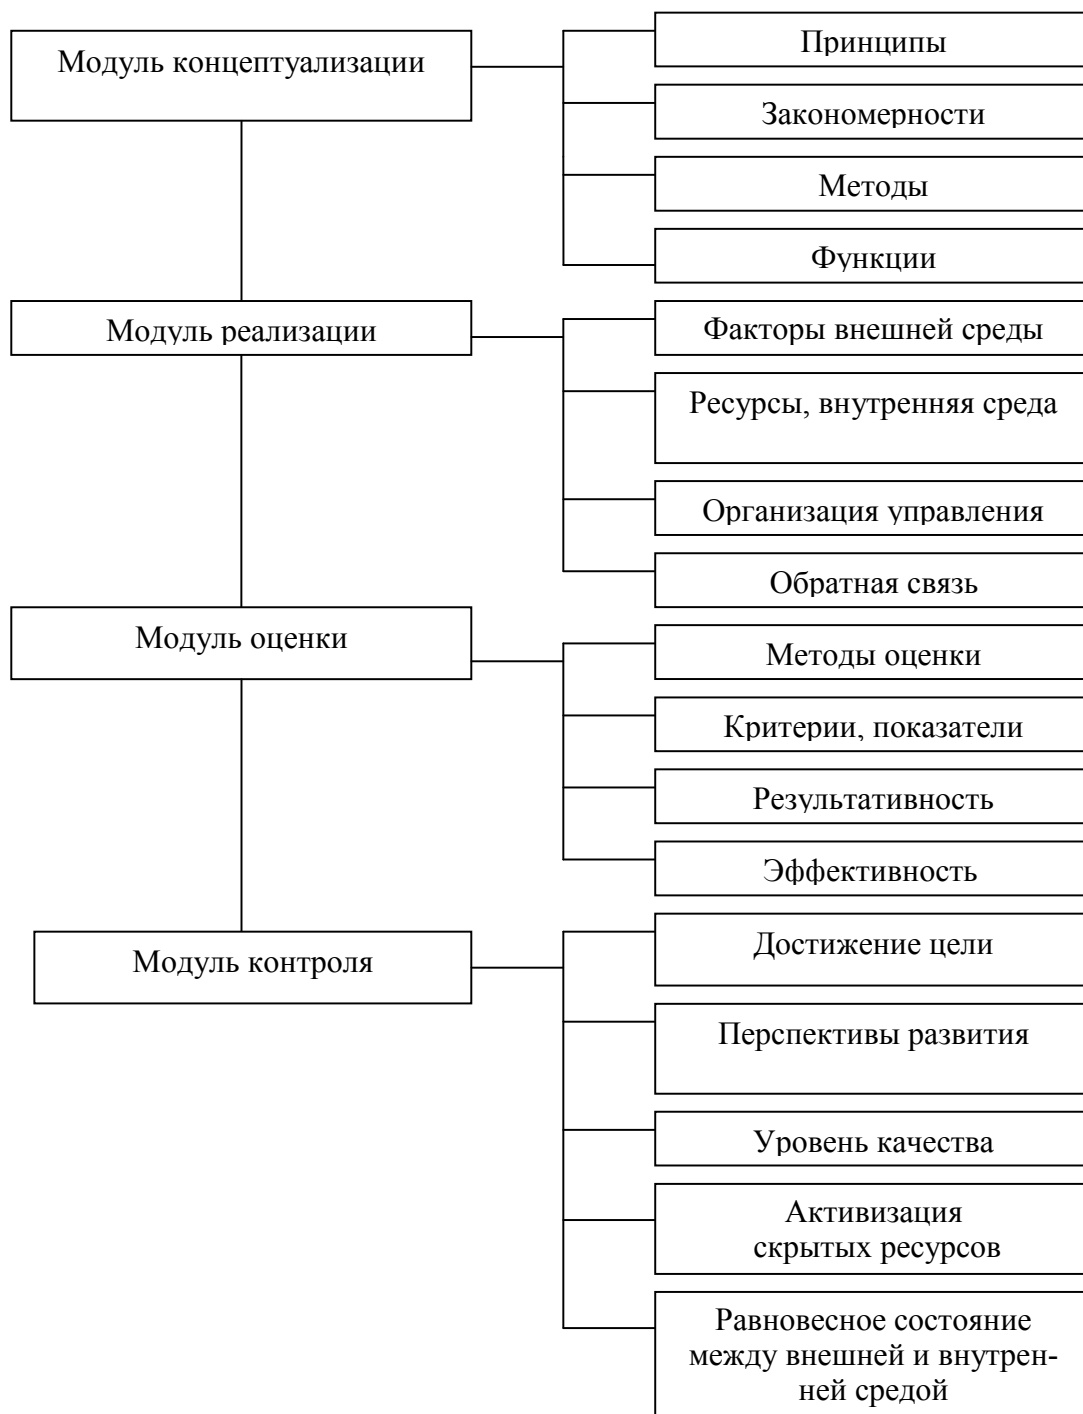 Модуль концептуализации
Принципы
Закономерности
Методы
Функции
Модуль реализации
Факторы внешней среды
Ресурсы, внутренняя среда
Организация управления
Обратная связь
Модуль оценки
Методы оценки
Критерии, показатели
Результативность
Эффективность
Модуль контроля
Достижение цели
Перспективы развития
Уровень качества
Активизация
скрытых ресурсов
Равновесное состояние
между внешней и внутрен-
ней средой